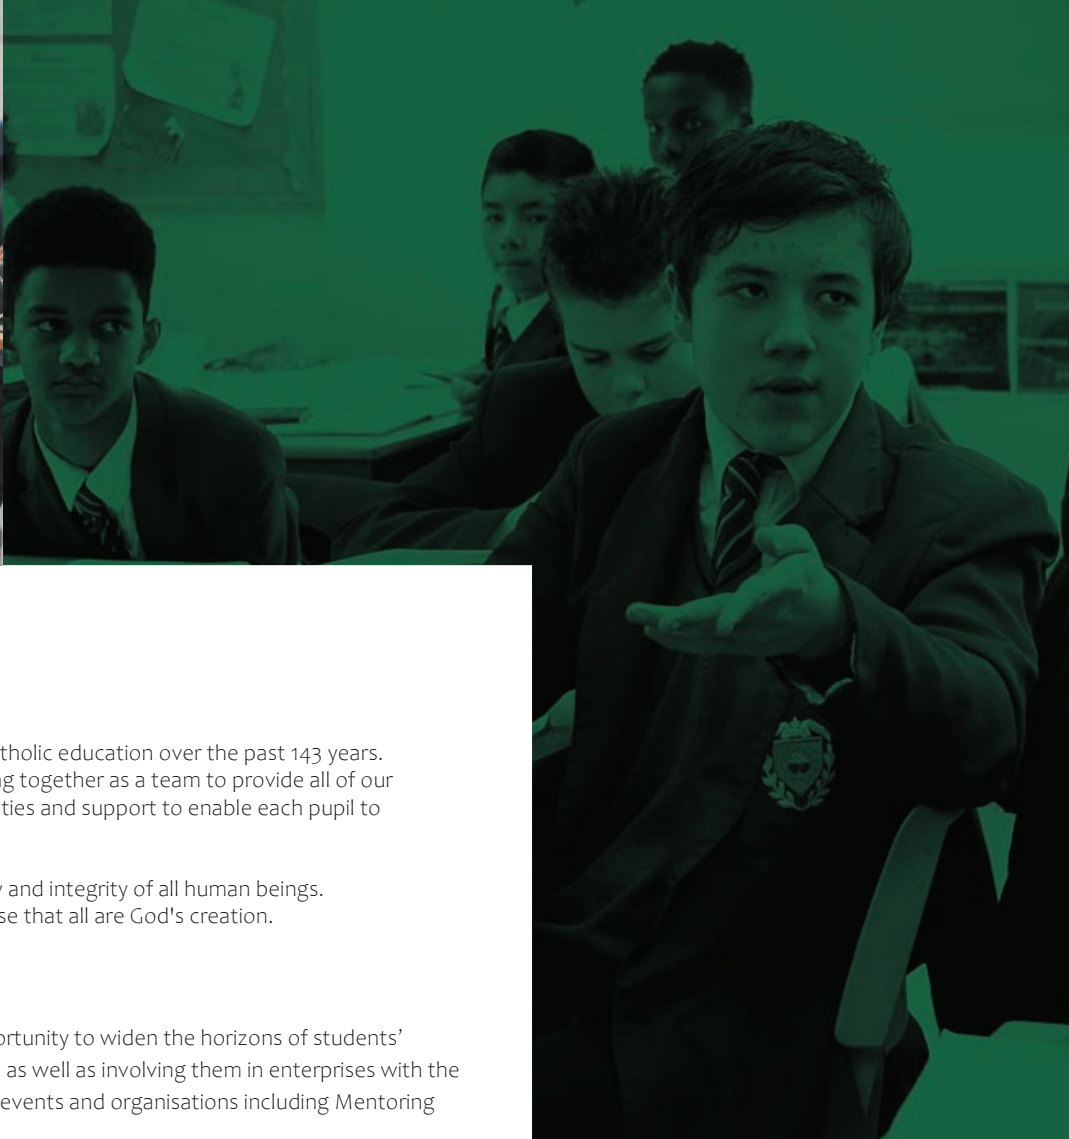 tholic education over the past 143 years.
g together as a team to provide all of our
ties and support to enable each pupil to
and integrity of all human beings.
se that all are God's creation.
ortunity to widen the horizons of students’
as well as involving them in enterprises with the
events and organisations including Mentoring